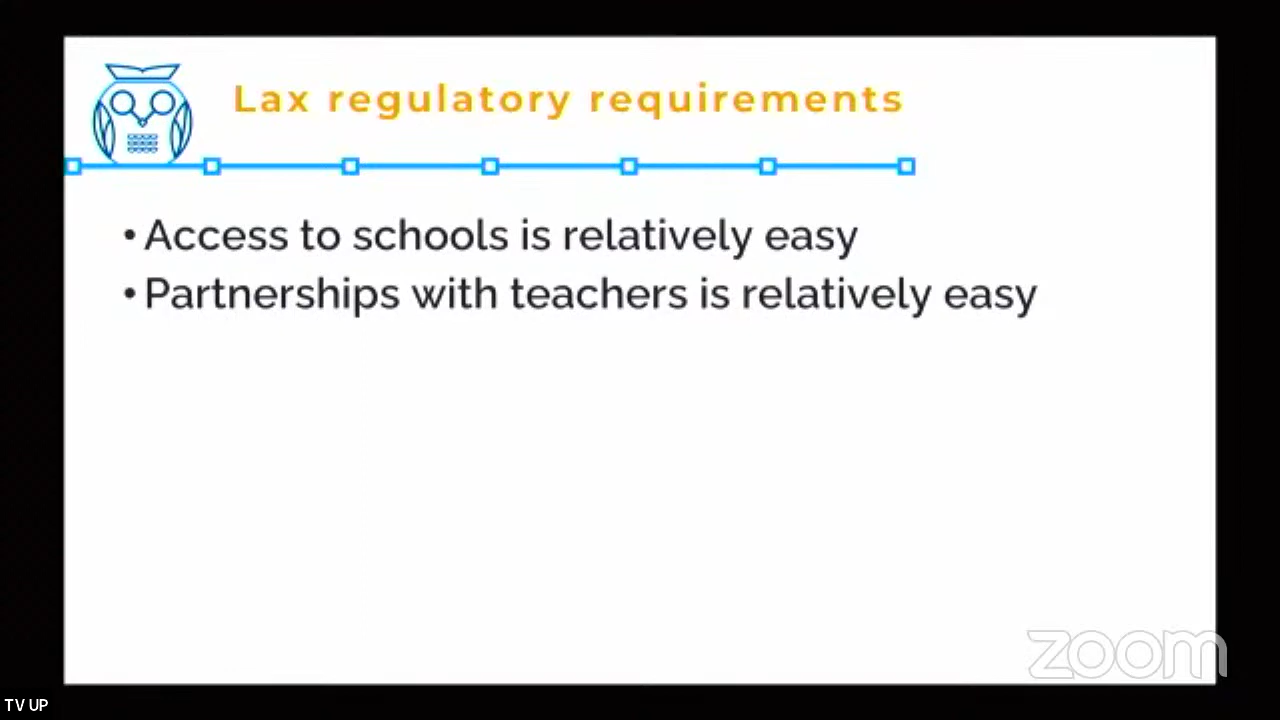 Lax regulatory requirements
• Access to schools is relatively easy
• Partnerships with teachers is relatively easy
zoom
TV UP